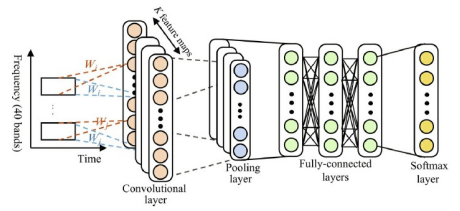 K feature maps
W
W
W
W
Frequency (40 bands)
Time
Convolutional
layer
Pooling
layer
Fully-connected
layers
Softmax
layer